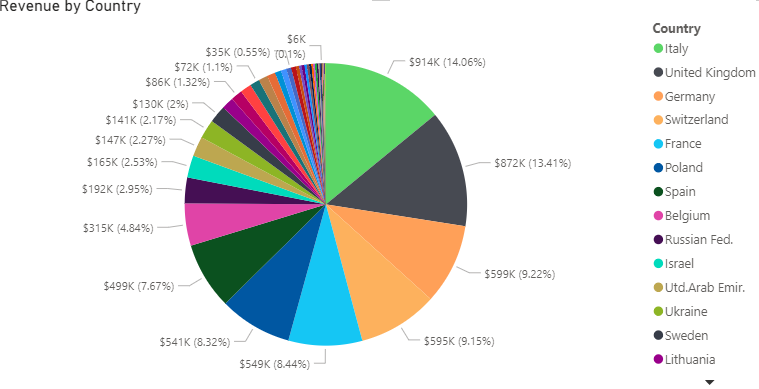 Revenue by Country
$6K
(0.1%)
$35K (0.55%)
$72K (1.1%)
$86K (1.32%)
$130K (2%)
$141K (2.17%)
$147K (2.27%)
$165K (2.53%)
$192K (2.95%)
$315K (4.84%)
$499K (7.67%)
$541K (8.32%)
$549K (8.44%)
$595K (9.15%)
$599K (9.22%)
$872K (13.41%)
$914K (14.06%)
Country
Italy
United Kingdom
Germany
Switzerland
France
Poland
Spain
Belgium
Russian Fed.
Israel
Utd.Arab Emir.
Ukraine
Sweden
Lithuania